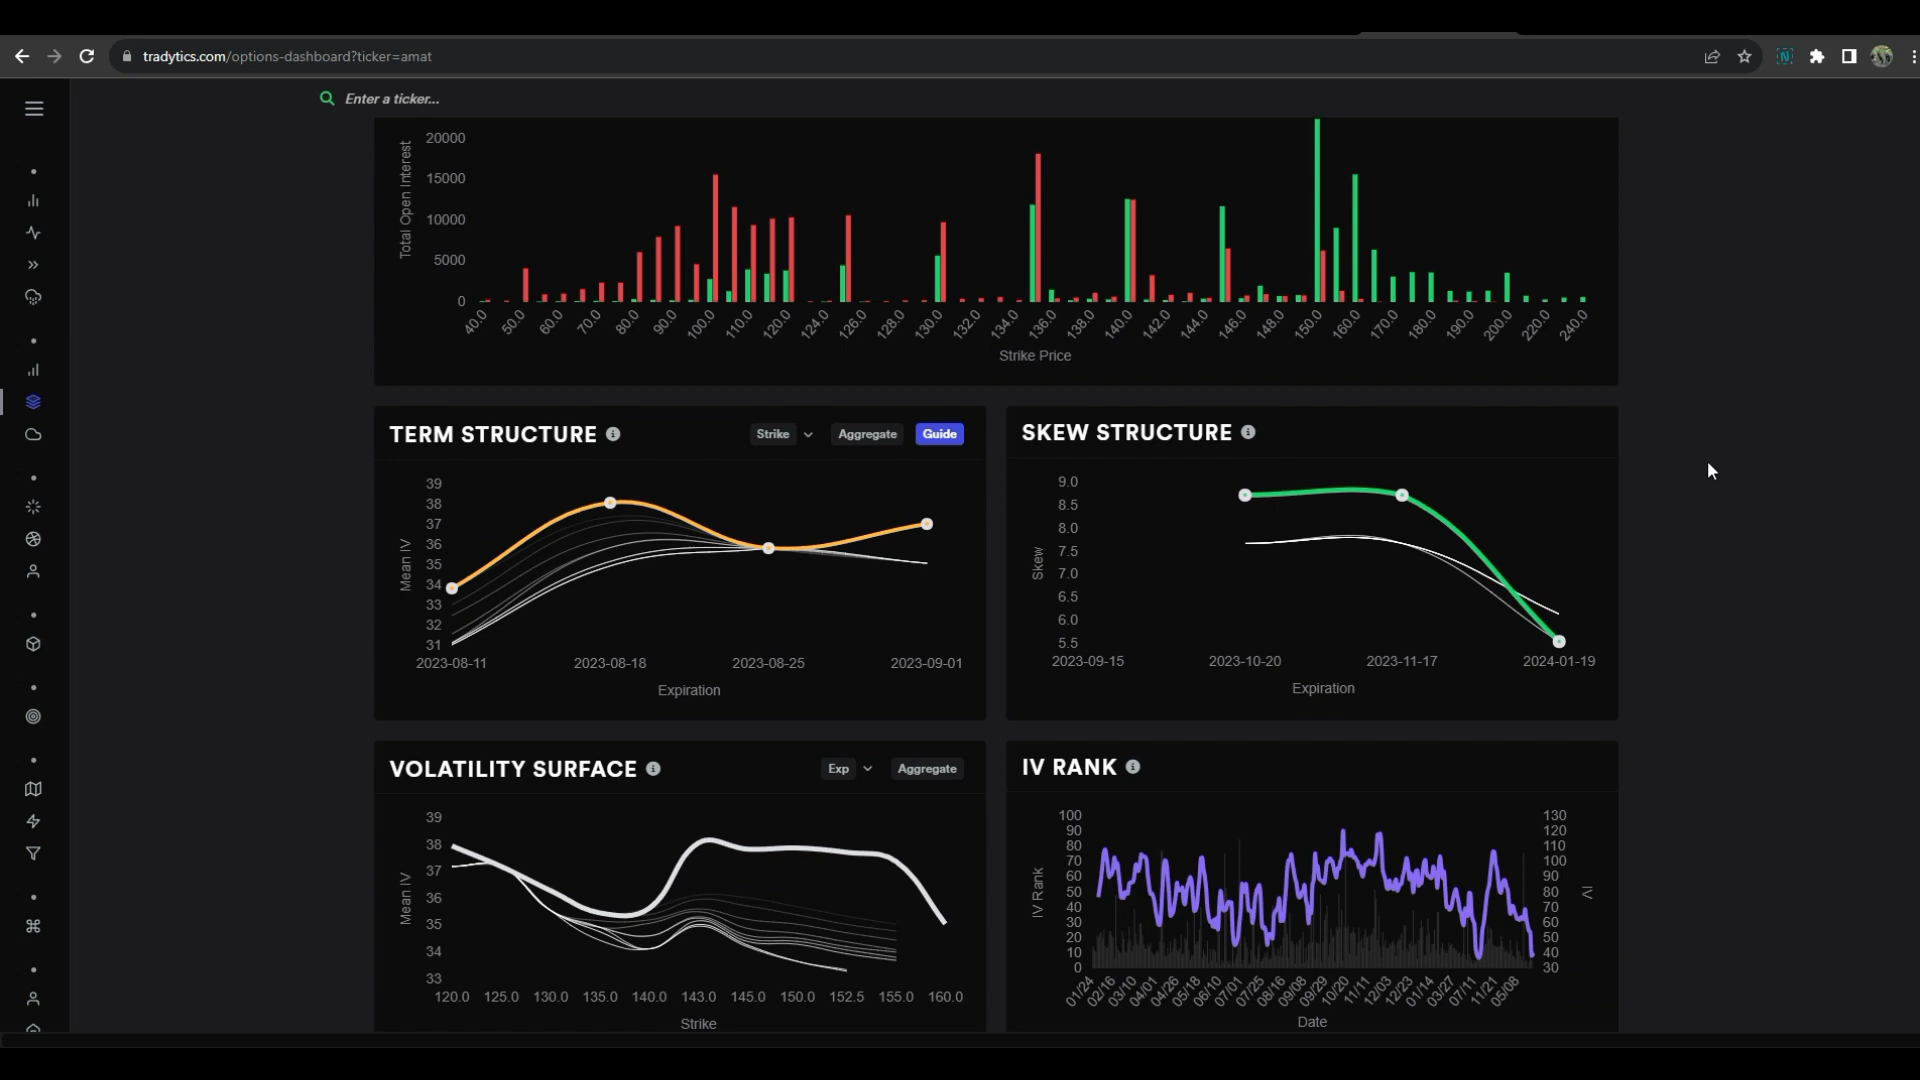 tradytics.com/options-dashboard?ticker=amat
Enter a ticker...
Total Open Interest
20000
15000
10000
5000
0
40.0 50.0 60.0 70.0 80.0 90.0 100.0 110.0 120.0 124.0 126.0 128.0 130.0 132.0 134.0 136.0 138.0 140.0 142.0 144.0 146.0 148.0 150.0 160.0 170.0 180.0 190.0 200.0 220.0 240.0
Strike Price
TERM STRUCTURE
Strike Aggregate Guide
Mean IV
39
38
37
36
35
34
33
32
31
2023-08-11 2023-08-18 2023-08-25 2023-09-01
Expiration
SKEW STRUCTURE
Skew
9.0
8.5
8.0
7.5
7.0
6.5
6.0
5.5
2023-09-15 2023-10-20 2023-11-17 2024-01-19
Expiration
VOLATILITY SURFACE
Exp Aggregate
Mean IV
39
38
37
36
35
34
33
120.0 125.0 130.0 135.0 140.0 143.0 145.0 150.0 152.5 155.0 160.0
Strike
IV RANK
IV Rank
100
90
80
70
60
50
40
30
20
10
0
130
120
110
100
90
80
70
60
50
40
30
IV
01/24 02/16 03/10 04/01 04/26 05/18 06/10 07/01 07/25 08/16 09/08 09/29 10/20 11/11 12/03 12/23 01/14 03/27 07/11 11/21 05/08
Date